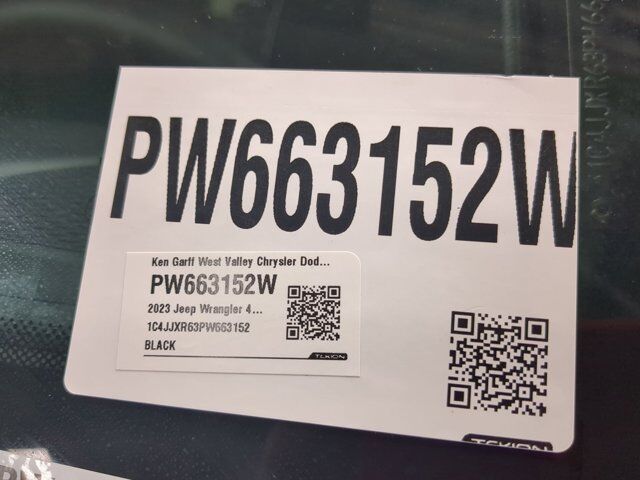 PW663152W
Ken Garff West Valley Chrysler Dod...
PW663152W
2023 Jeep Wrangler 4...
1C4JJXR63PW663152
BLACK
TEKION
TEKION